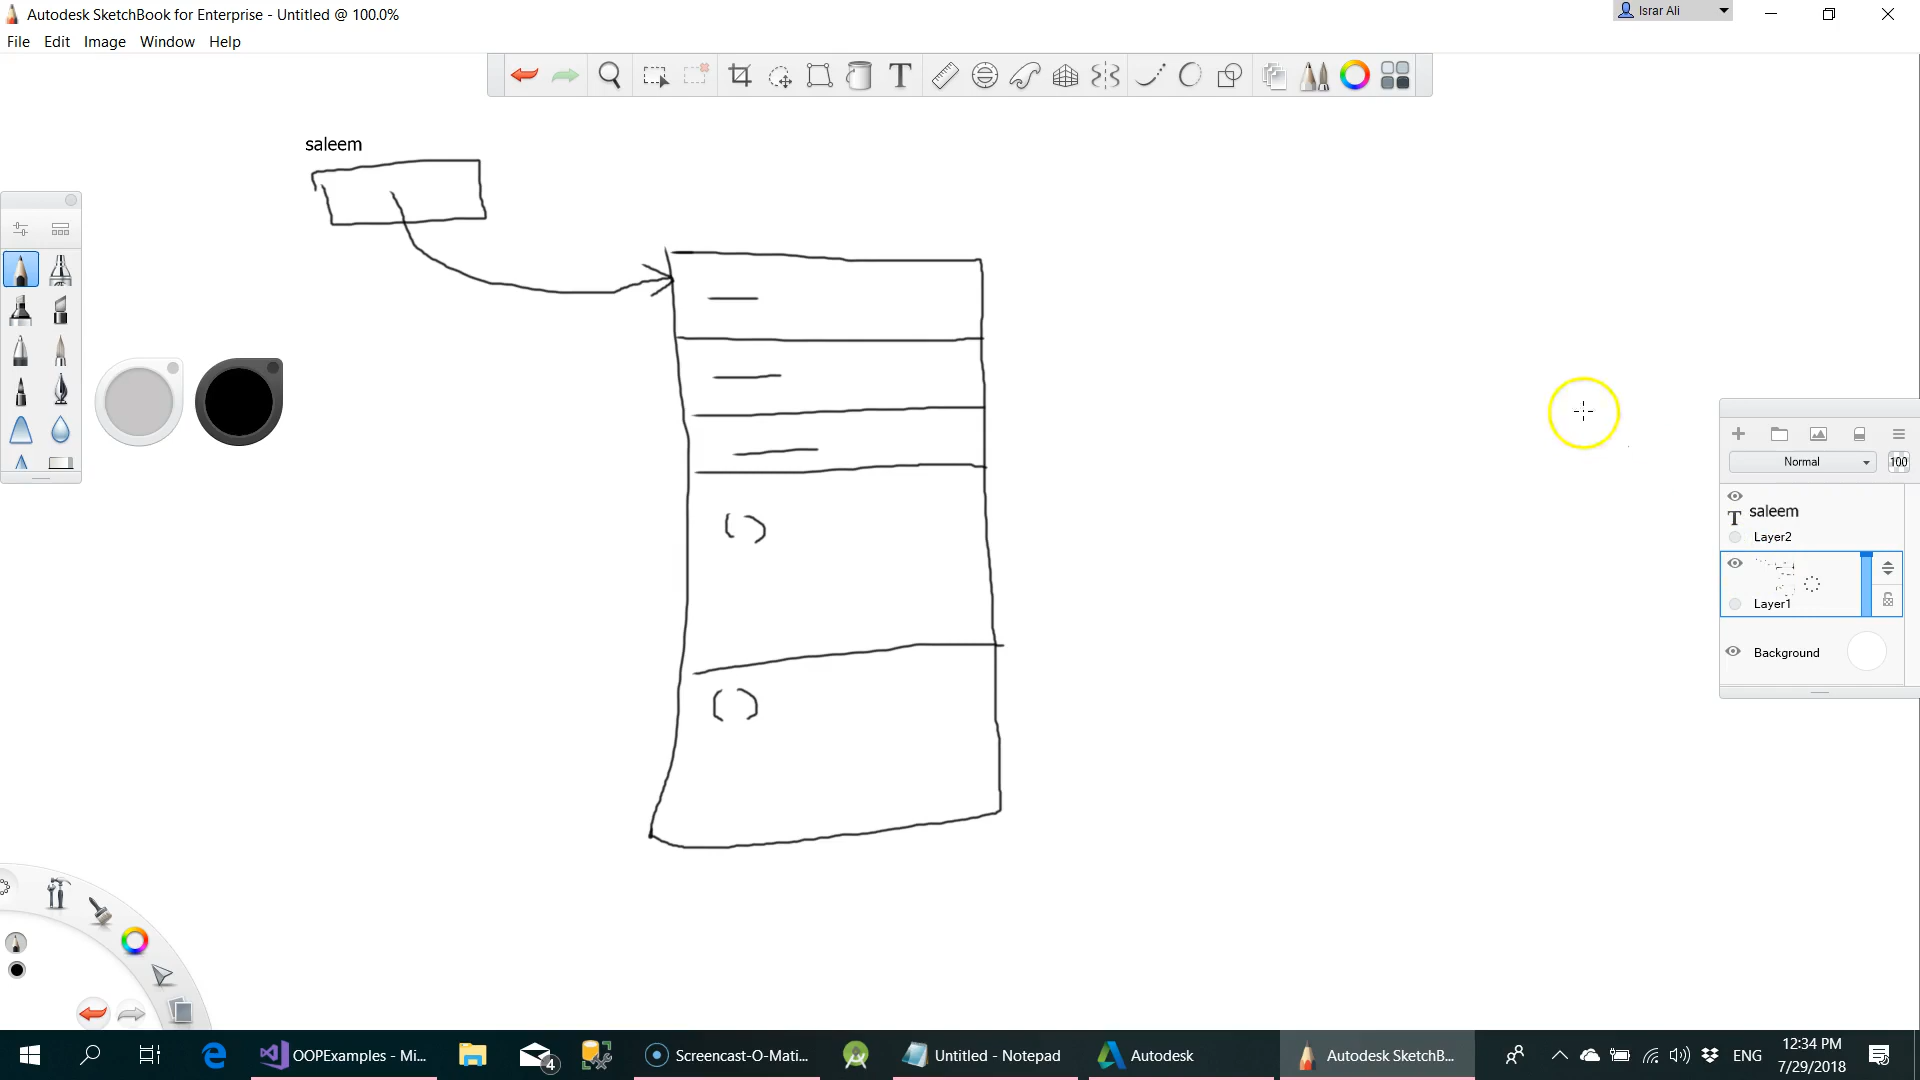 Autodesk SketchBook for Enterprise - Untitled @ 100.0%
Israr Ali
File Edit Image Window Help
saleem
Normal
100
saleem
Layer2
Layer1
Background
OOPExamples - Mi...
4
Screencast-O-Mati...
Untitled - Notepad
Autodesk
Autodesk SketchB...
ENG
12:34 PM
7/29/2018